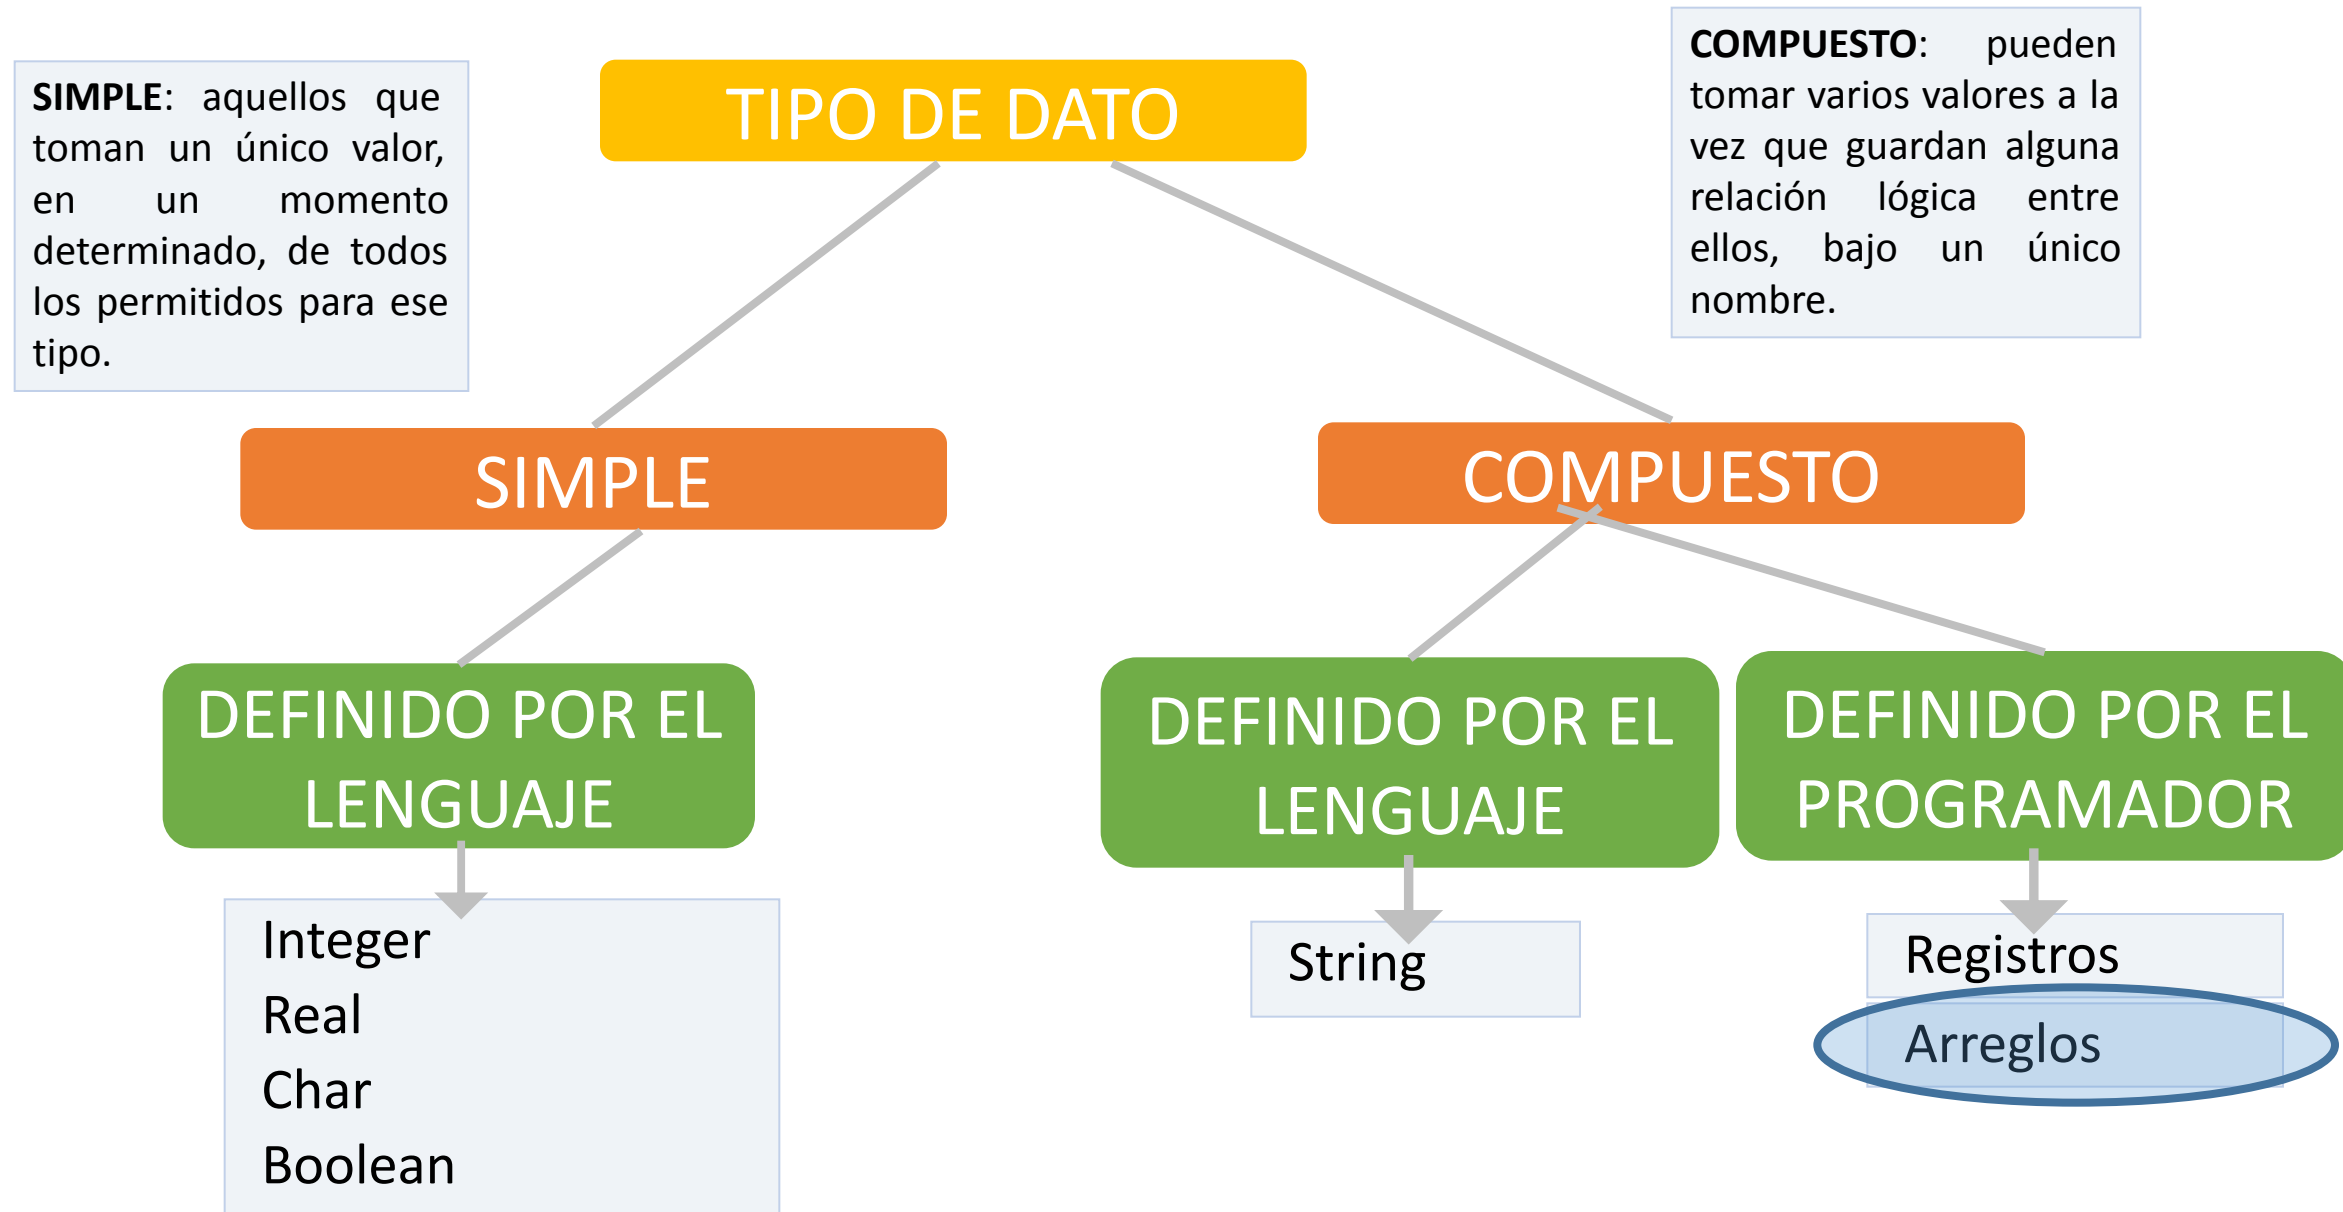 SIMPLE: aquellos que
toman un único valor,
en un momento
determinado, de todos
los permitidos para ese
tipo.
TIPO DE DATO
COMPUESTO: pueden
tomar varios valores a la
vez que guardan alguna
relación lógica entre
ellos, bajo un único
nombre.
SIMPLE
COMPUESTO
DEFINIDO POR EL
LENGUAJE
DEFINIDO POR EL
LENGUAJE
DEFINIDO POR EL
PROGRAMADOR
Integer
Real
Char
Boolean
String
Registros
Arreglos